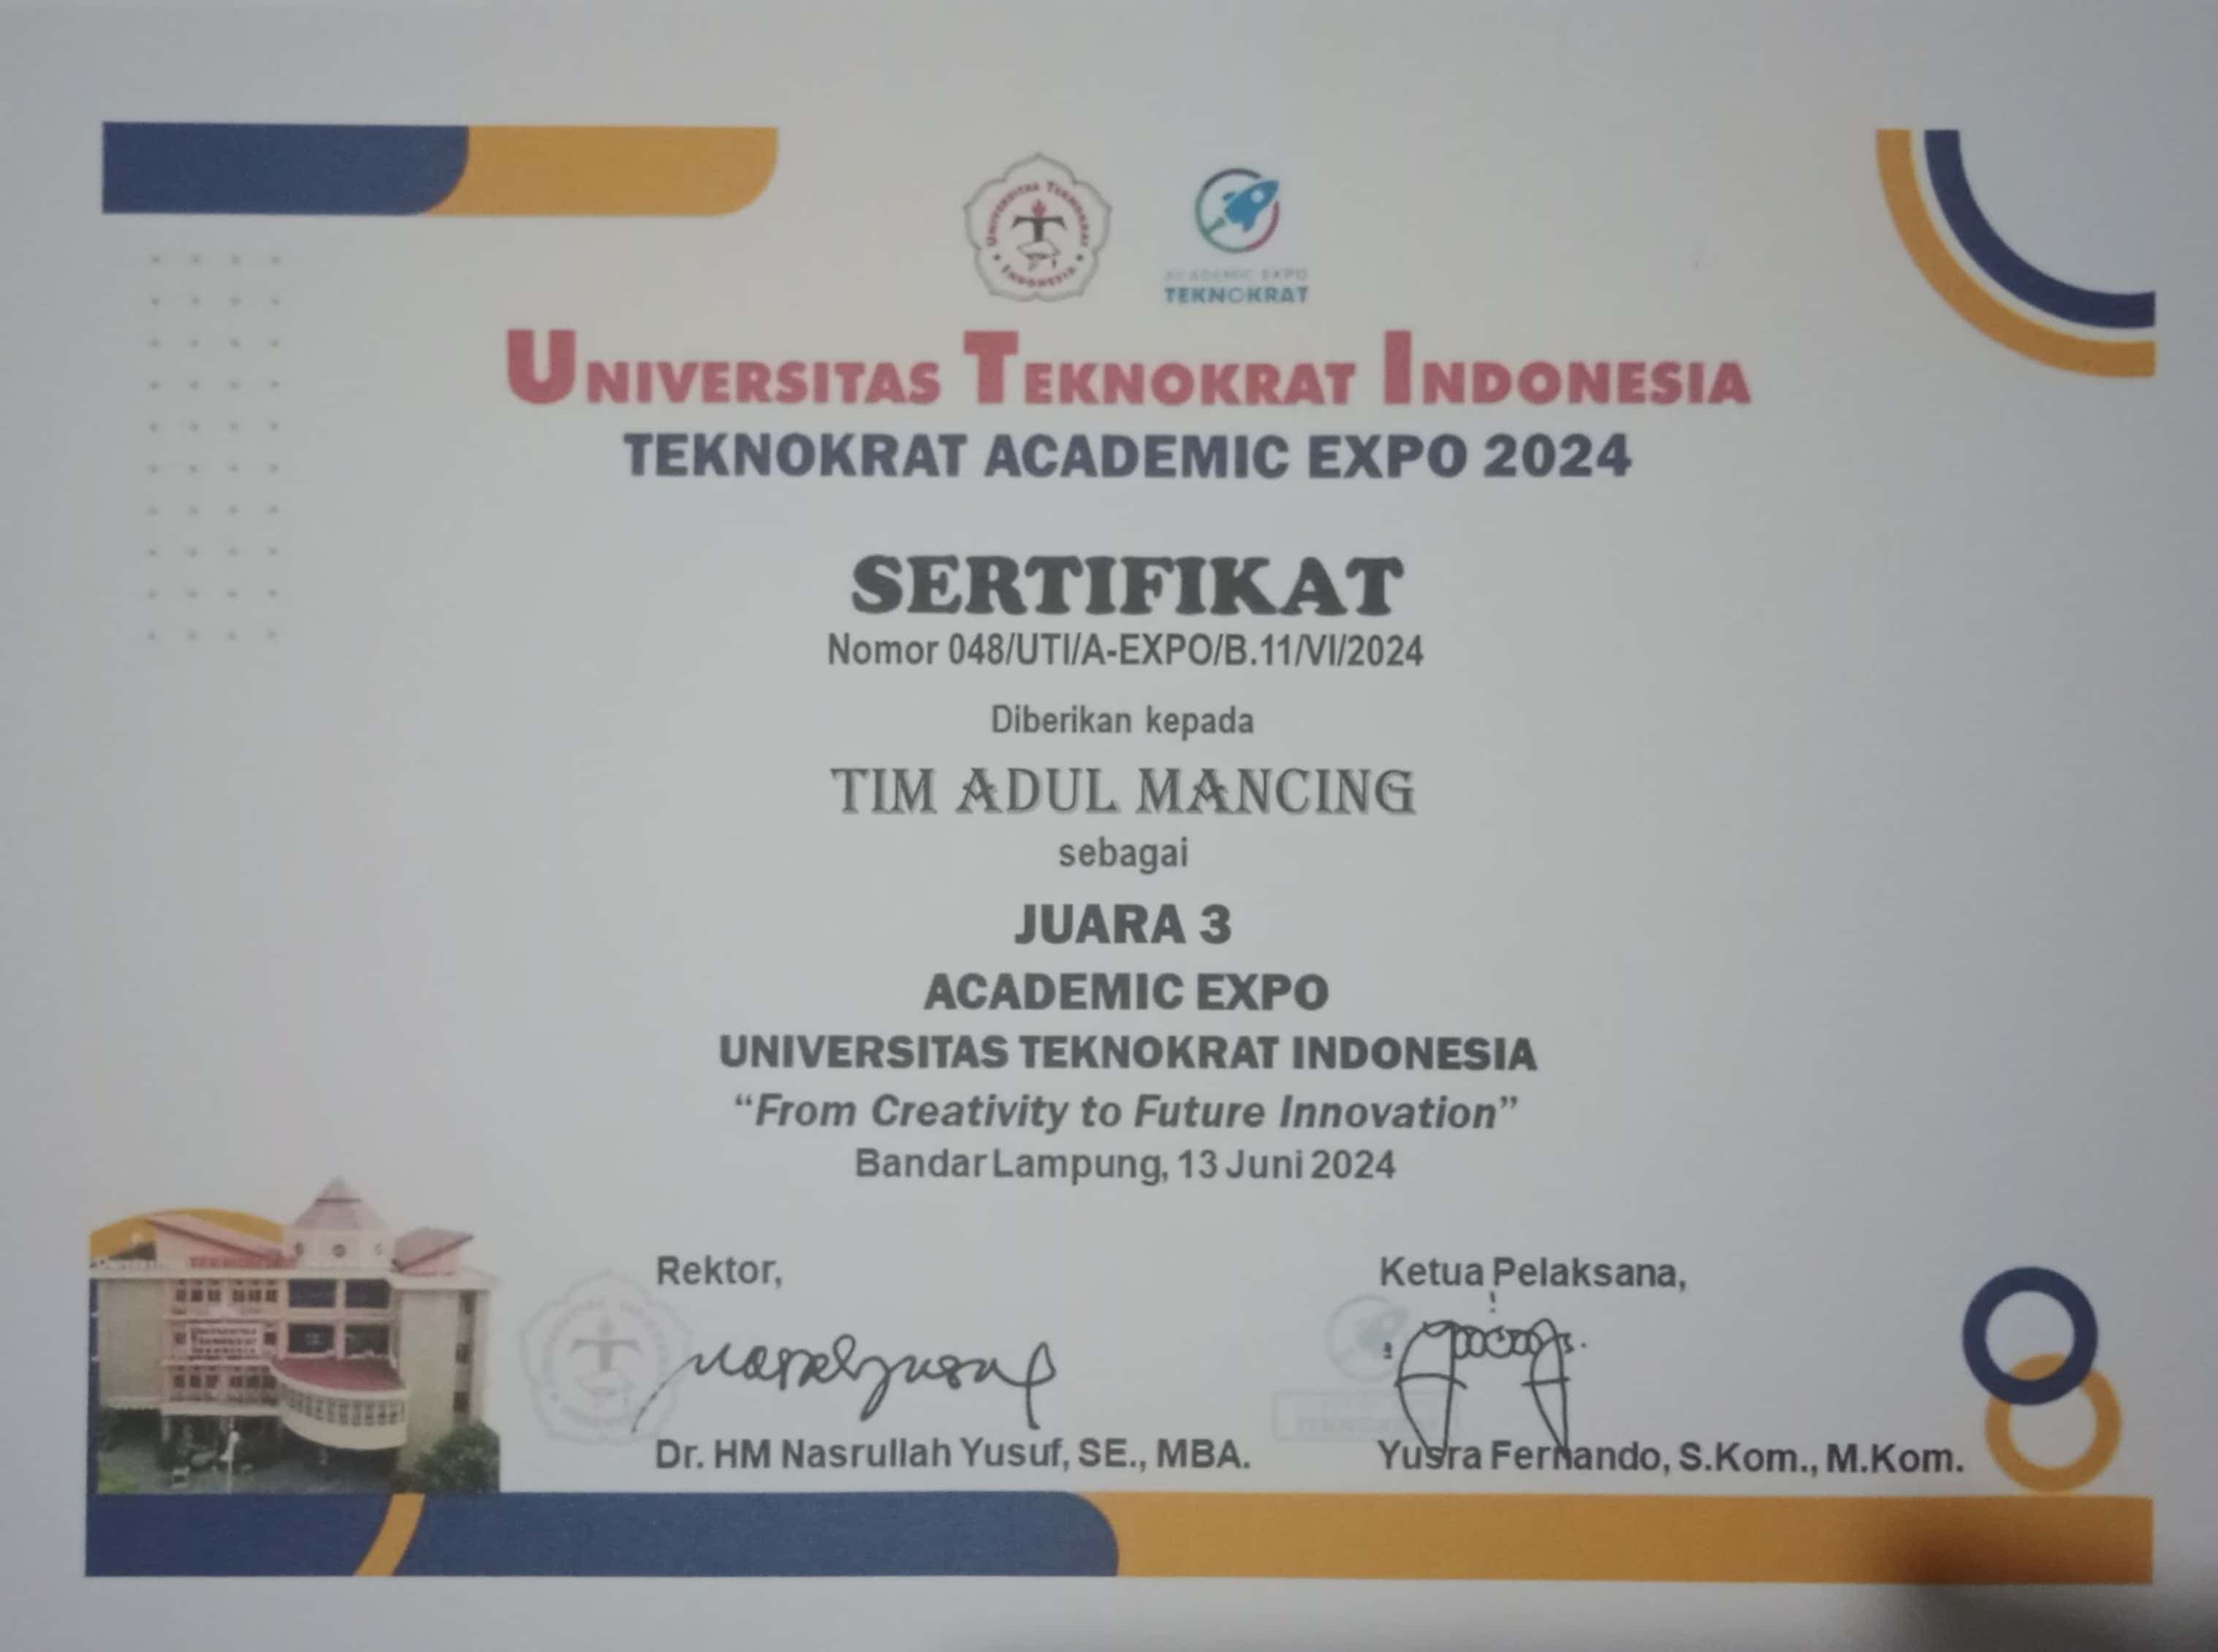 UNIVERSITAS TEKNOKRAT
INDONESIA
ACADEMIC EXPO
TEKNOKRAT
UNIVERSITAS TEKNOKRAT INDONESIA
TEKNOKRAT ACADEMIC EXPO 2024
SERTIFIKAT
Nomor 048/UTI/A-EXPO/B.11/VI/2024
Diberikan kepada
TIM ADUL MANCING
sebagai
JUARA 3
ACADEMIC EXPO
UNIVERSITAS TEKNOKRAT INDONESIA
“From Creativity to Future Innovation”
Bandar Lampung, 13 Juni 2024
Rektor,
Ketua Pelaksana,
TEKNOKRAT
Dr. HM Nasrullah Yusuf, SE., MBA.
Yusra Fernando, S.Kom., M.Kom.